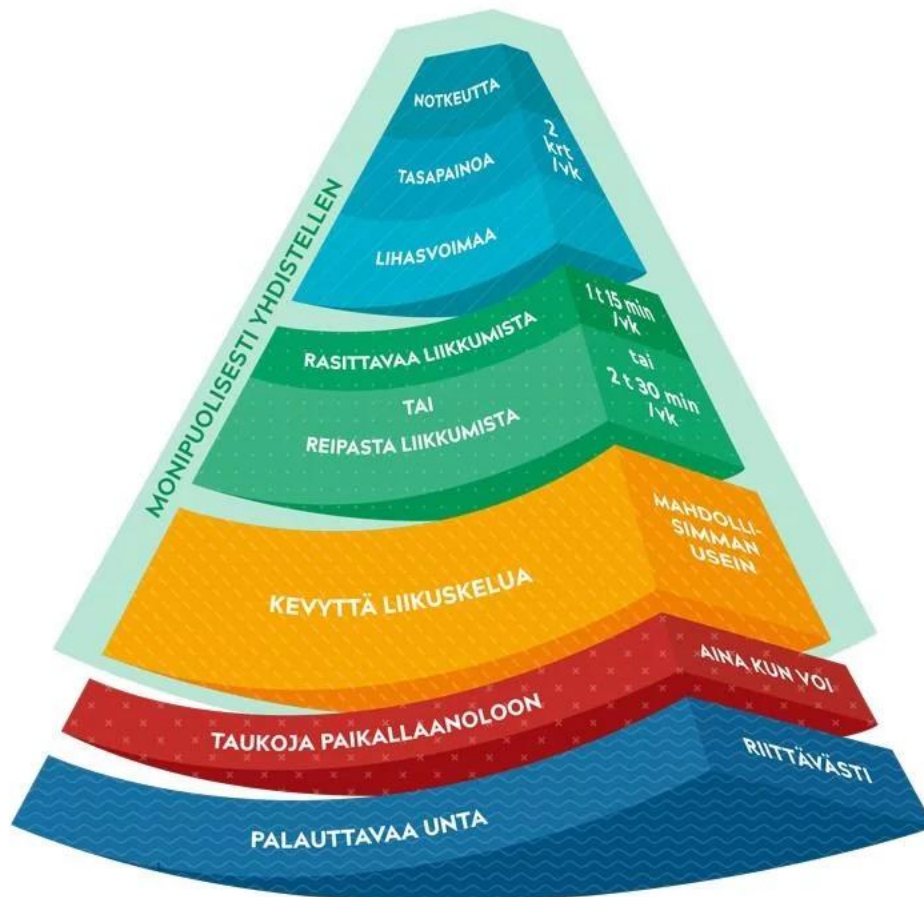 MONIPUOLISESTI YHDISTELLEN
NOTKEUTTA
TASAPAINOA
LIHASVOIMAA
2
krt
/vk
RASITTAVAA LIIKKUMISTA
1 t 15 min
/vk
TAI
REIPASTA LIIKKUMISTA
tai
2 t 30 min
/vk
KEVYTTÄ LIIKUSKELUA
MAHDOLLI-
SIMMAN
USEIN
TAUKOJA PAIKALLAANOLOON
AINA KUN VOI
PALAUTTAVAA UNTA
RIITTÄVÄSTI